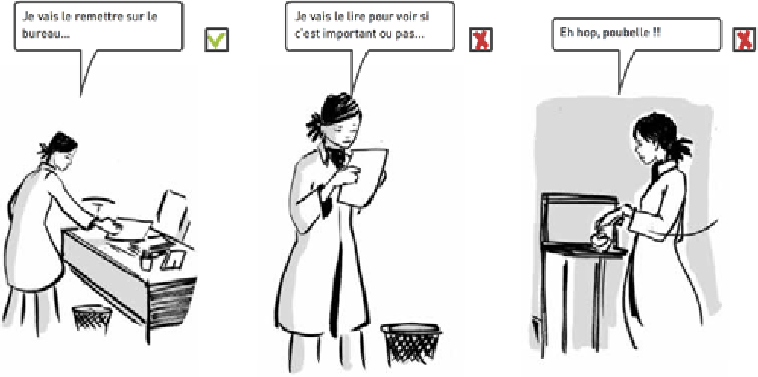 Je vais le remettre sur le
bureau...
Je vais le lire pour voir si
c'est important ou pas...
Eh hop, poubelle !!